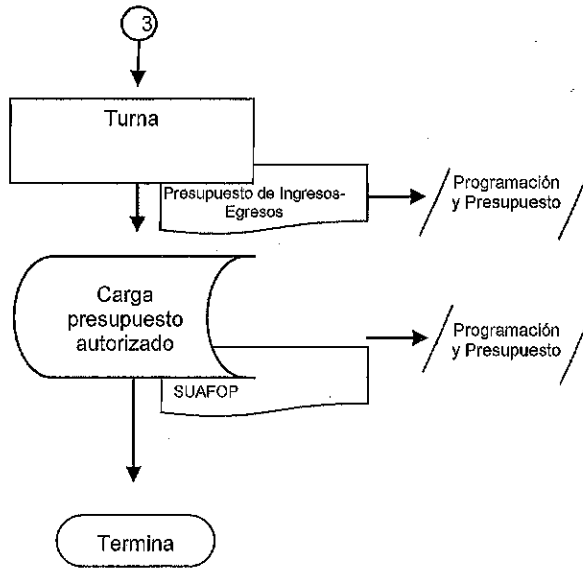 3
Turna
Presupuesto de Ingresos-
Egresos
Programación
y Presupuesto
Carga
presupuesto
autorizado
Programación
y Presupuesto
SUAFOP
Termina